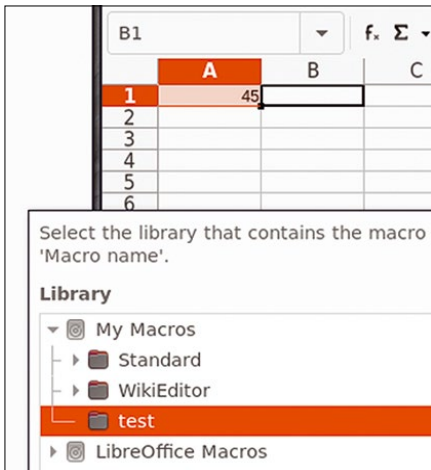 B1 fx Σ
A B C
1 45
2
3
4
5
6
Select the library that contains the macro
'Macro name'.
Library
My Macros
Standard
WikiEditor
test
LibreOffice Macros